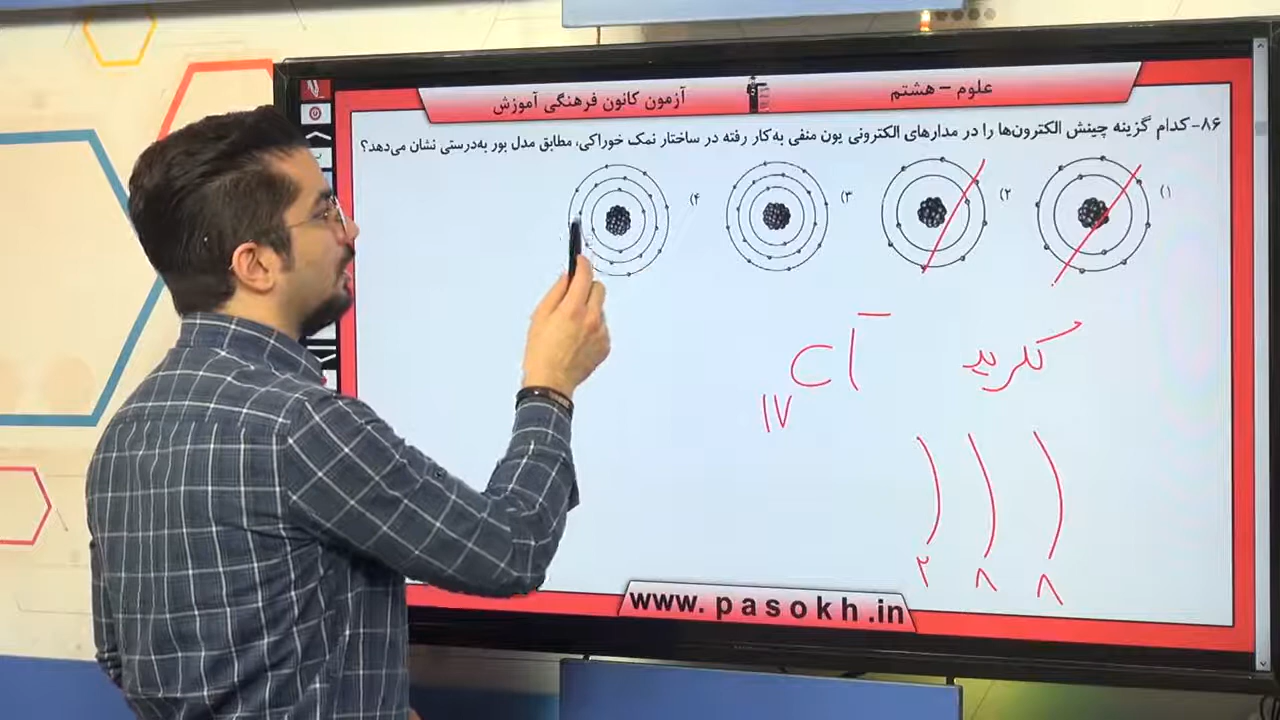 علوم – هشتم
آزمون کانون فرهنگی آموزش
۸۶- کدام گزینه چینش الکترون‌ها را در مدارهای الکترونی یون منفی به‌کار رفته در ساختار نمک خوراکی، مطابق مدل بور به‌درستی نشان می‌دهد؟
۱) ۲) ۳) ۴)
کلرید Cl⁻
۱۷
۲ ۸ ۸
www.pasokh.in